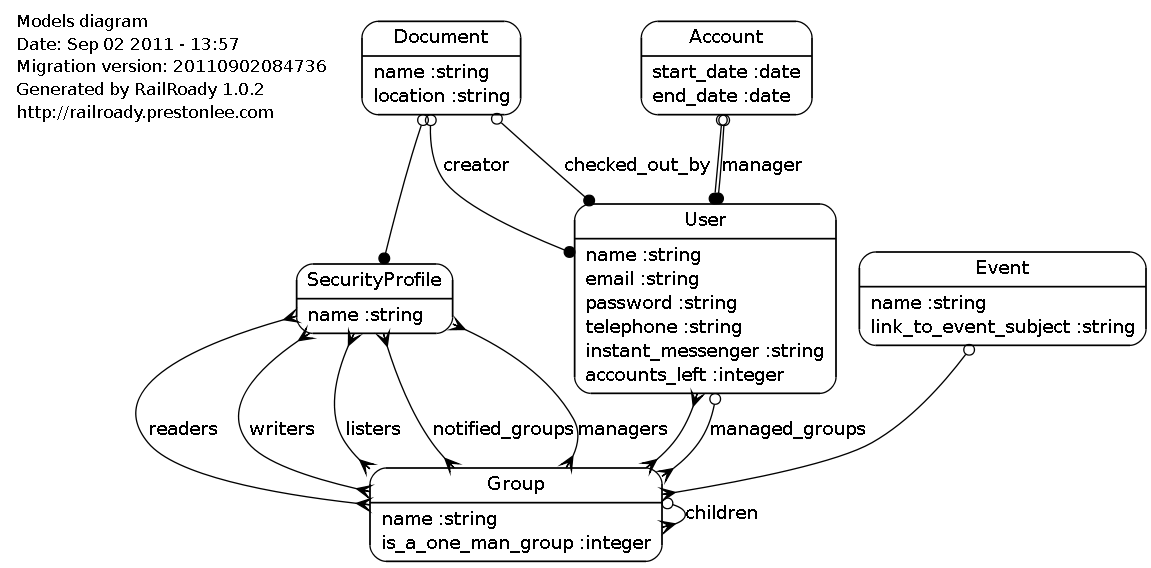 Models diagram
Date: Sep 02 2011 - 13:57
Migration version: 20110902084736
Generated by RailRoady 1.0.2
http://railroady.prestonlee.com
Document
name :string
location :string
Account
start_date :date
end_date :date
creator
checked_out_by
manager
User
name :string
email :string
password :string
telephone :string
instant_messenger :string
accounts_left :integer
SecurityProfile
name :string
Event
name :string
link_to_event_subject :string
readers
writers
listers
notified_groups
managers
managed_groups
Group
name :string
is_a_one_man_group :integer
children